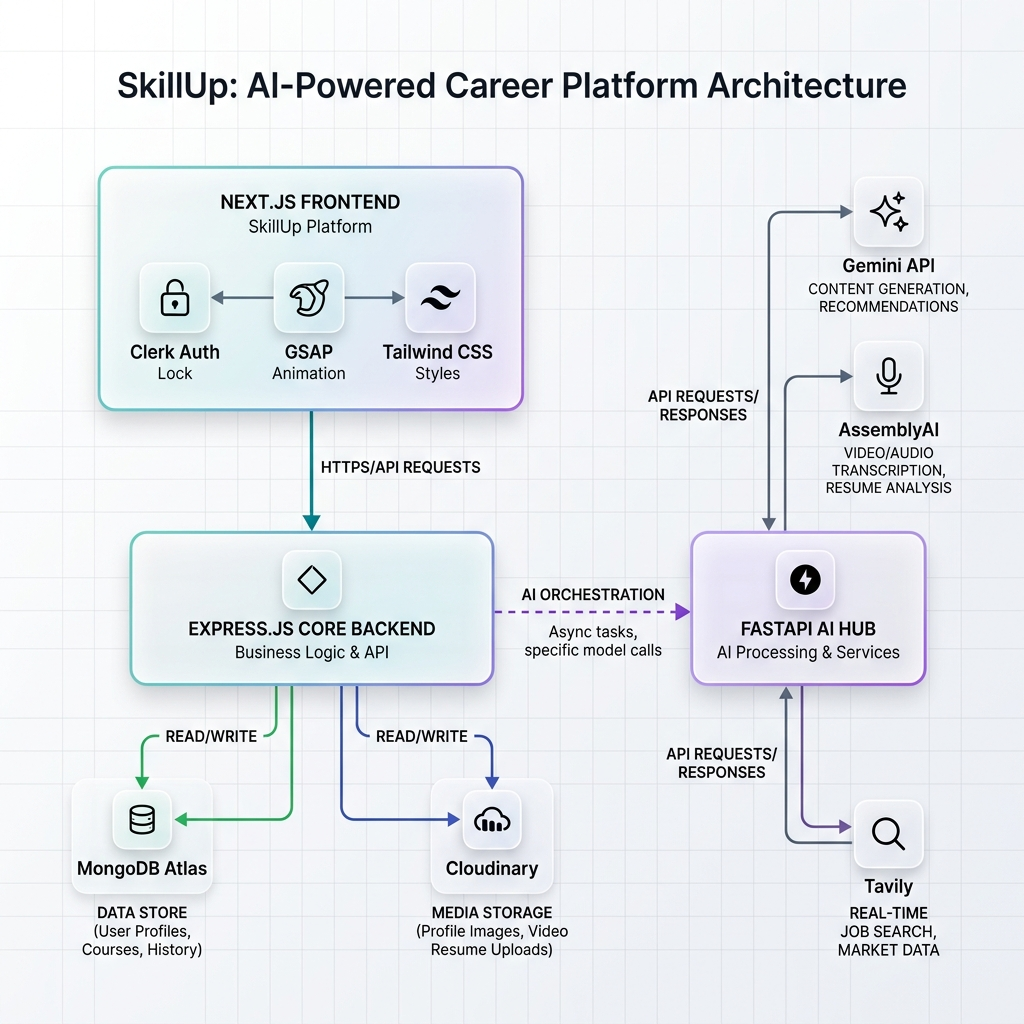 SkillUp: AI-Powered Career Platform Architecture
NEXT.JS FRONTEND
SkillUp Platform
Clerk Auth
Lock
GSAP
Animation
Tailwind CSS
Styles
Gemini API
CONTENT GENERATION,
RECOMMENDATIONS
API REQUESTS/
RESPONSES
AssemblyAI
VIDEO/AUDIO
TRANSCRIPTION,
RESUME ANALYSIS
HTTPS/API REQUESTS
EXPRESS.JS CORE BACKEND
Business Logic & API
AI ORCHESTRATION
Async tasks,
specific model calls
FASTAPI AI HUB
AI Processing & Services
READ/WRITE
READ/WRITE
API REQUESTS/
RESPONSES
MongoDB Atlas
DATA STORE
(User Profiles,
Courses, History)
Cloudinary
MEDIA STORAGE
(Profile Images, Video
Resume Uploads)
Tavily
REAL-TIME
JOB SEARCH,
MARKET DATA